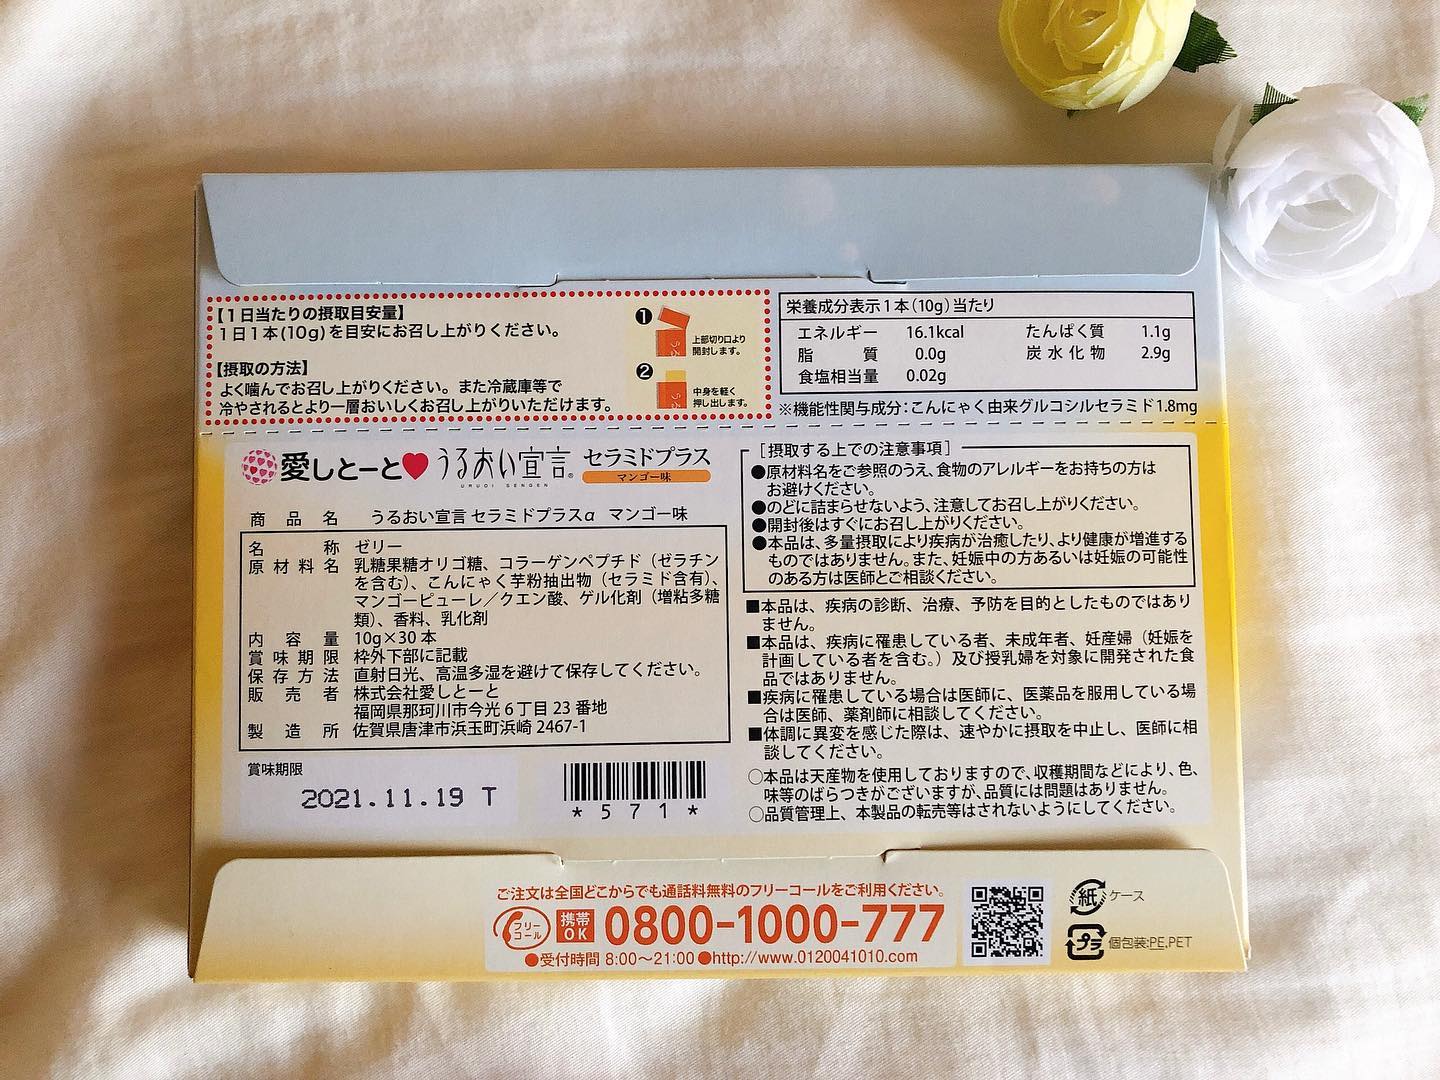 【1日当たりの摂取目安量】
1日1本(10g)を目安にお召し上がりください。
【摂取の方法】
よく噛んでお召し上がりください。また冷蔵庫等で
冷やされるとより一層おいしくお召し上がりいただけます。
❶
上部切り口より
開封します。
❷
中身を軽く
押し出します。
栄養成分表示1本(10g)当たり
エネルギー 16.1kcal たんぱく質 1.1g
脂質 0.0g 炭水化物 2.9g
食塩相当量 0.02g
※機能性関与成分:こんにゃく由来グルコシルセラミド1.8mg
愛しとーと うるおい宣言® セラミドプラス
URUOI SENGEN
マンゴー味
商品名 うるおい宣言 セラミドプラスα マンゴー味
名称 ゼリー
原材料名 乳糖果糖オリゴ糖、コラーゲンペプチド(ゼラチン
を含む)、こんにゃく芋粉抽出物(セラミド含有)、
マンゴーピューレ/クエン酸、ゲル化剤(増粘多糖
類)、香料、乳化剤
内容量 10g×30本
賞味期限 枠外下部に記載
保存方法 直射日光、高温多湿を避けて保存してください。
販売者 株式会社愛しとーと
福岡県那珂川市今光6丁目23番地
製造所 佐賀県唐津市浜玉町浜崎2467-1
賞味期限
2021.11.19 T
*571*
[摂取する上での注意事項]
●原材料名をご参照のうえ、食物のアレルギーをお持ちの方は
お避けください。
●のどに詰まらせないよう、注意してお召し上がりください。
●開封後はすぐにお召し上がりください。
●本品は、多量摂取により疾病が治癒したり、より健康が増進する
ものではありません。また、妊娠中の方あるいは妊娠の可能性
のある方は医師とご相談ください。
■本品は、疾病の診断、治療、予防を目的としたものではあり
ません。
■本品は、疾病に罹患している者、未成年者、妊産婦(妊娠を
計画している者を含む。)及び授乳婦を対象に開発された食
品ではありません。
■疾病に罹患している場合は医師に、医薬品を服用している場
合は医師、薬剤師に相談してください。
■体調に異変を感じた際は、速やかに摂取を中止し、医師に相
談してください。
○本品は天産物を使用しておりますので、収穫期間などにより、色、
味等のばらつきがございますが、品質には問題はありません。
○品質管理上、本製品の転売等はされないようにしてください。
ご注文は全国どこからでも通話料無料のフリーコールをご利用ください。
フリーコール 携帯OK 0800-1000-777
●受付時間 8:00〜21:00 ●http://www.0120041010.com
紙 ケース
プラ 個包装:PE,PET